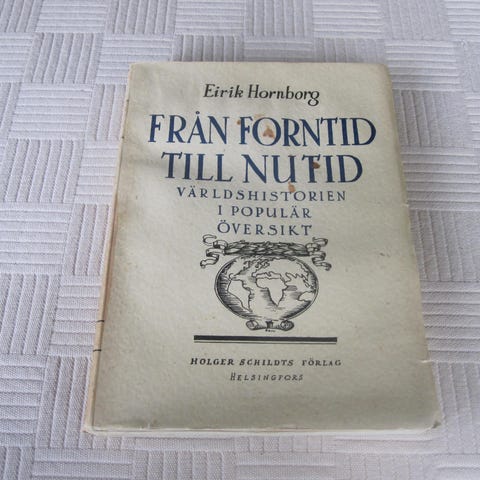 Eirik Hornborg
FRÅN FORNTID
TILL NUTID
VÄRLDSHISTORIEN
I POPULÄR
ÖVERSIKT
HOLGER SCHILDTS FÖRLAG
HELSINGFORS